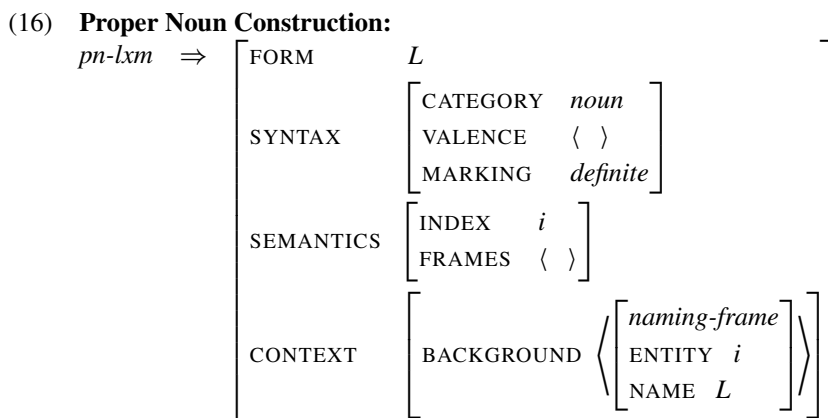 (16) Proper Noun Construction:
pn-lxm ⇒ FORM L
SYNTAX CATEGORY noun
VALENCE ⟨ ⟩
MARKING definite
SEMANTICS INDEX i
FRAMES ⟨ ⟩
CONTEXT BACKGROUND ⟨ naming-frame
ENTITY i
NAME L ⟩